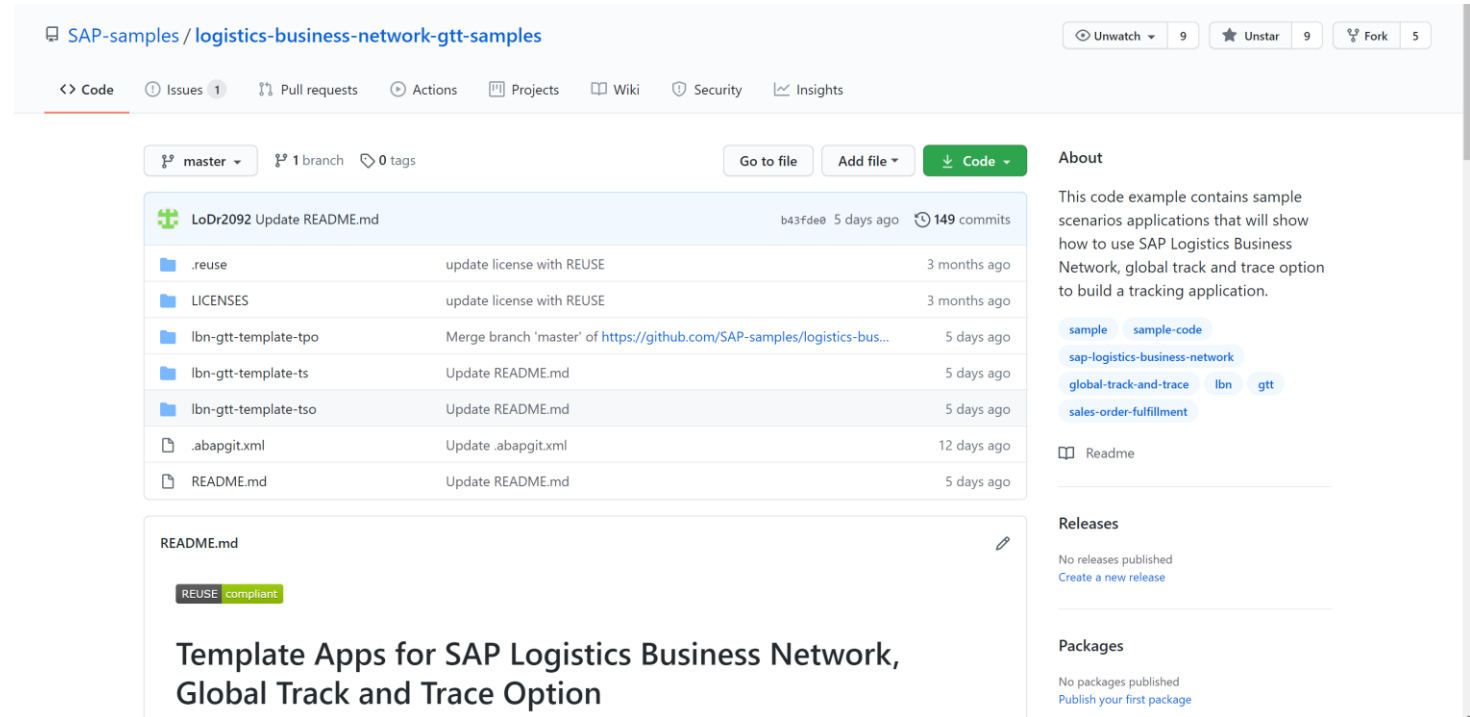 SAP-samples / logistics-business-network-gtt-samples
Unwatch 9 Unstar 9 Fork 5
Code Issues 1 Pull requests Actions Projects Wiki Security Insights
master 1 branch 0 tags Go to file Add file Code
LoDr2092 Update README.md b43fde0 5 days ago 149 commits
.reuse update license with REUSE 3 months ago
LICENSES update license with REUSE 3 months ago
lbn-gtt-template-tpo Merge branch 'master' of https://github.com/SAP-samples/logistics-bus... 5 days ago
lbn-gtt-template-ts Update README.md 5 days ago
lbn-gtt-template-tso Update README.md 5 days ago
.abapgit.xml Update .abapgit.xml 12 days ago
README.md Update README.md 5 days ago
README.md
REUSE compliant
Template Apps for SAP Logistics Business Network,
Global Track and Trace Option
About
This code example contains sample
scenarios applications that will show
how to use SAP Logistics Business
Network, global track and trace option
to build a tracking application.
sample sample-code
sap-logistics-business-network
global-track-and-trace lbn gtt
sales-order-fulfillment
Readme
Releases
No releases published
Create a new release
Packages
No packages published
Publish your first package